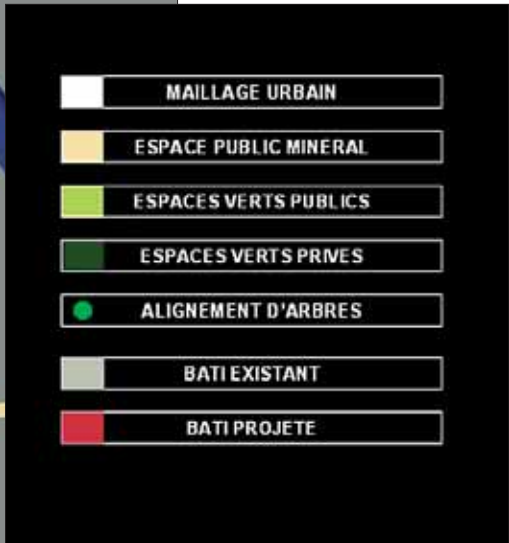 MAILLAGE URBAIN
ESPACE PUBLIC MINERAL
ESPACES VERTS PUBLICS
ESPACES VERTS PRIVES
ALIGNEMENT D'ARBRES
BATI EXISTANT
BATI PROJETE